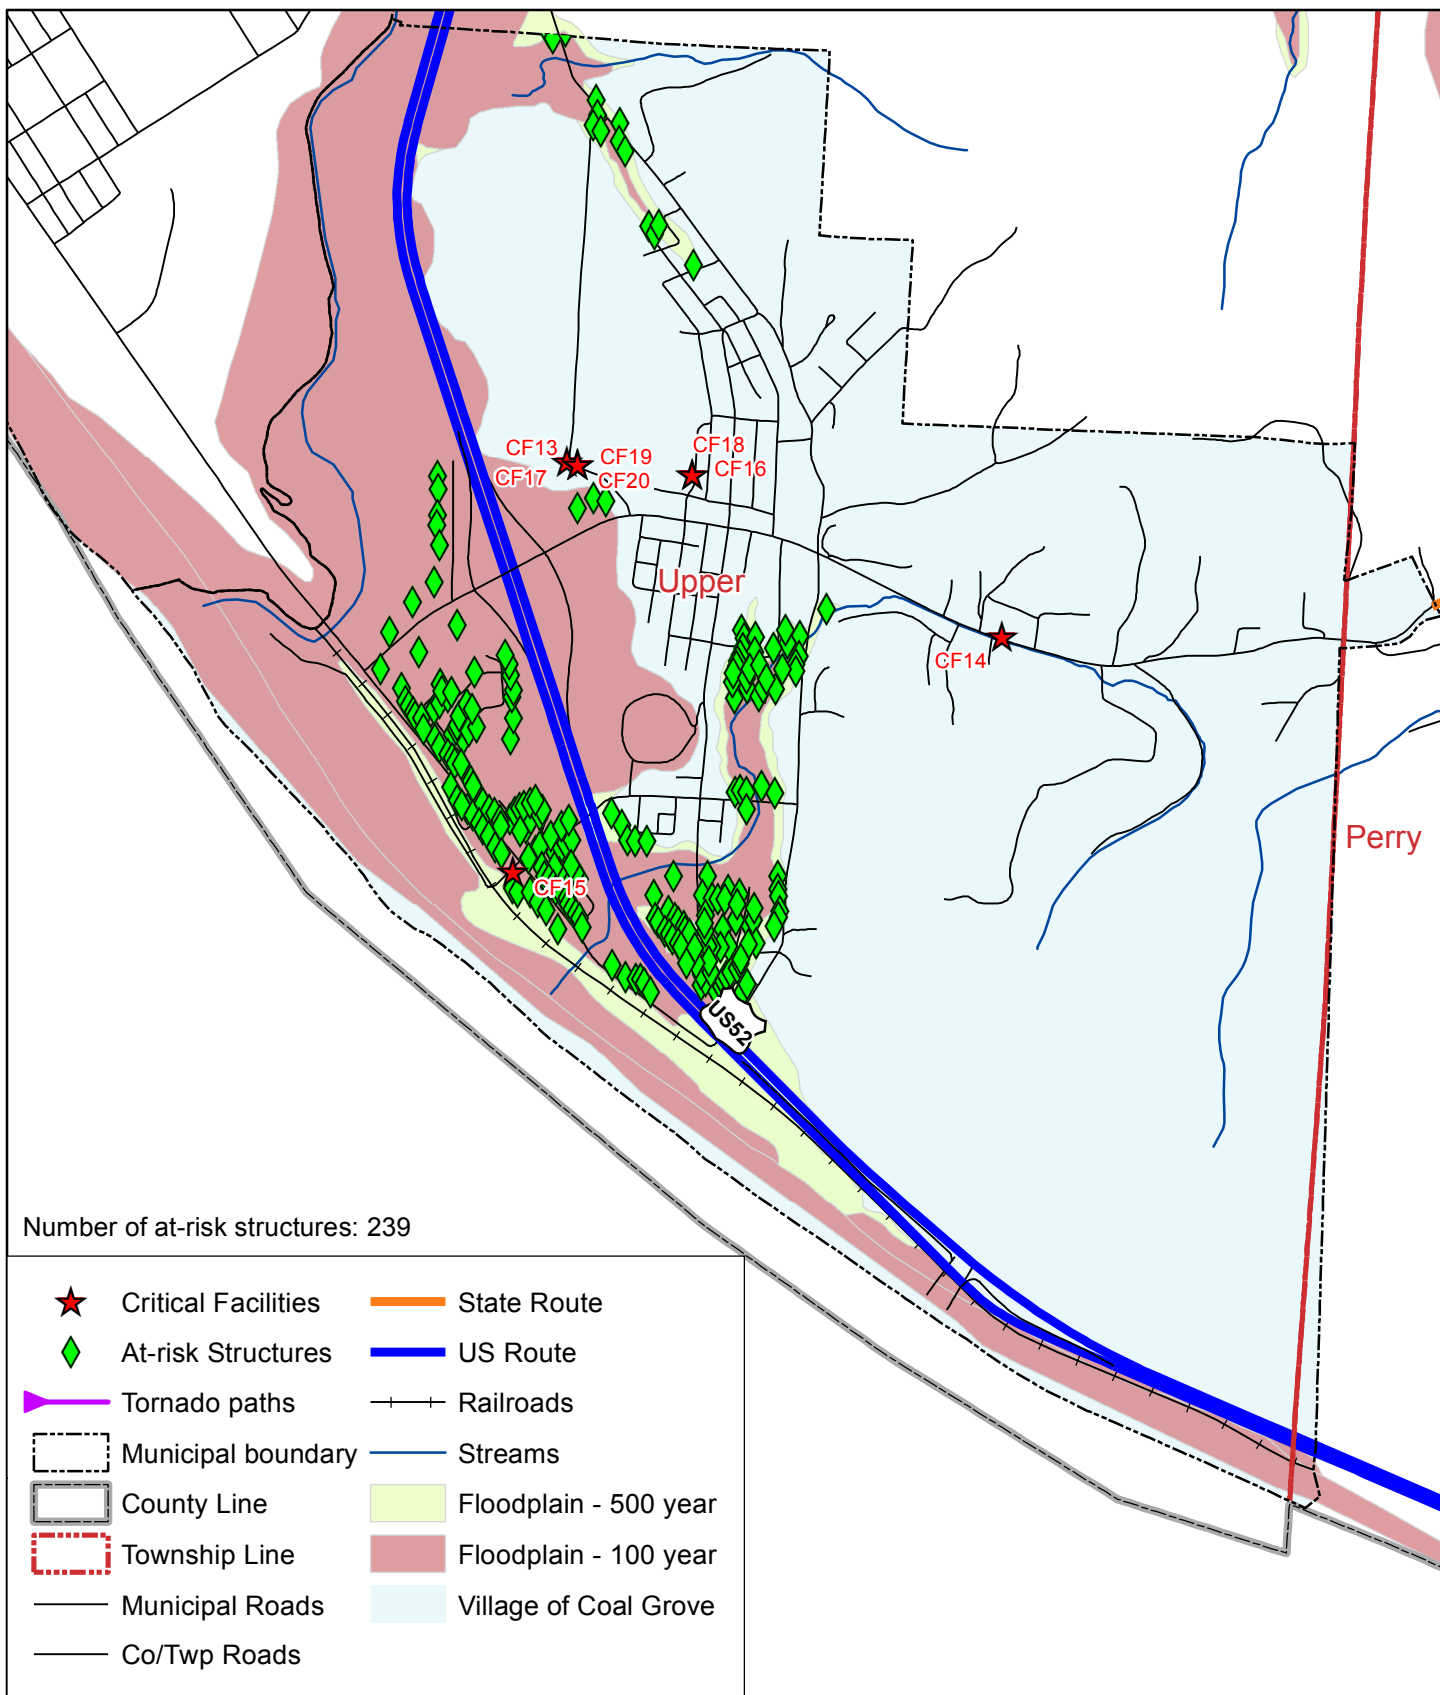 CF13
CF19
CF18
CF17
CF20
CF16
Upper
CF14
Perry
CF15
US52
Number of at-risk structures: 239
Critical Facilities
State Route
At-risk Structures
US Route
Tornado paths
Railroads
Municipal boundary
Streams
County Line
Floodplain - 500 year
Township Line
Floodplain - 100 year
Municipal Roads
Village of Coal Grove
Co/Twp Roads